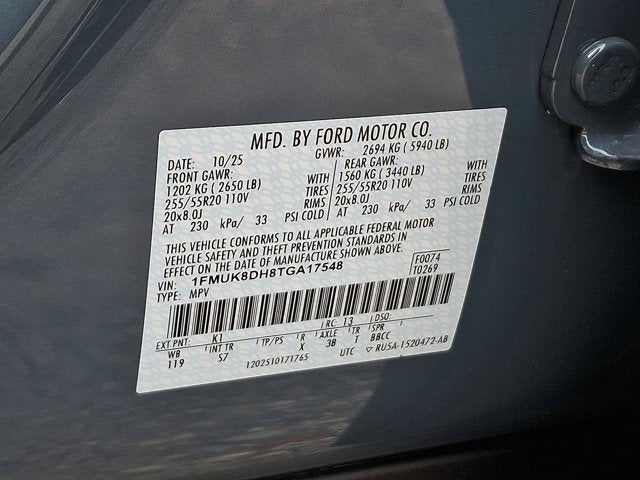 MFD. BY FORD MOTOR CO.
DATE: 10/25 GVWR: 2694 KG ( 5940 LB)
FRONT GAWR: REAR GAWR:
1202 KG ( 2650 LB) WITH 1560 KG ( 3440 LB) WITH
255/55R20 110V TIRES 255/55R20 110V TIRES
20x8.0J RIMS 20x8.0J RIMS
AT 230 kPa/ 33 PSI COLD AT 230 kPa/ 33 PSI COLD
THIS VEHICLE CONFORMS TO ALL APPLICABLE FEDERAL MOTOR
VEHICLE SAFETY AND THEFT PREVENTION STANDARDS IN
EFFECT ON THE DATE OF MANUFACTURE SHOWN ABOVE.
VIN: 1FMUK8DH8TGA17548 F0074
TYPE: MPV T0269
EXT PNT: K1 RC: 13 DSO:
WB INT TR TP/PS R AXLE TR SPR
119 S7 X 3B T BBCC
1202510171765 UTC ▽ RU5A-1520472-AB